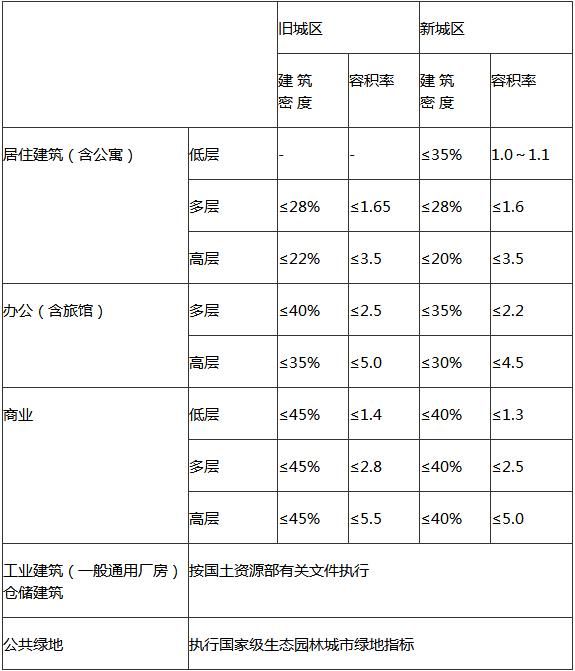 旧城区 新城区
建 筑 容积率 建 筑 容积率
密 度 密 度
居住建筑（含公寓） 低层 - - ≤35% 1.0～1.1
多层 ≤28% ≤1.65 ≤28% ≤1.6
高层 ≤22% ≤3.5 ≤20% ≤3.5
办公（含旅馆） 多层 ≤40% ≤2.5 ≤35% ≤2.2
高层 ≤35% ≤5.0 ≤30% ≤4.5
商业 低层 ≤45% ≤1.4 ≤40% ≤1.3
多层 ≤45% ≤2.8 ≤40% ≤2.5
高层 ≤45% ≤5.5 ≤40% ≤5.0
工业建筑（一般通用厂房） 按国土资源部有关文件执行
仓储建筑
公共绿地 执行国家级生态园林城市绿地指标